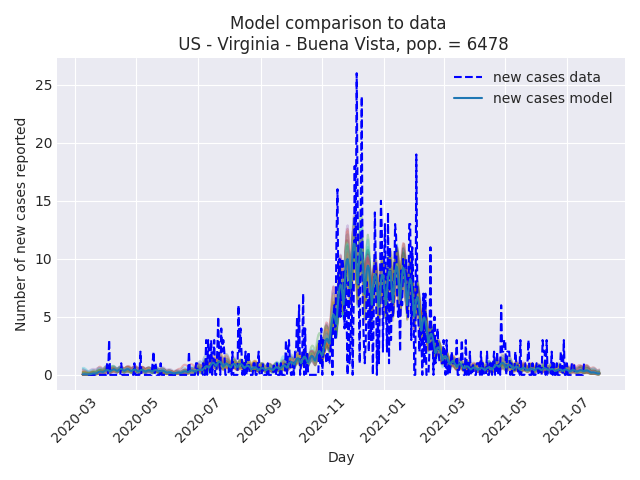 Model comparison to data
US - Virginia - Buena Vista, pop. = 6478
new cases data
new cases model
Number of new cases reported
25
20
15
10
5
0
2020-03
2020-05
2020-07
2020-09
2020-11
2021-01
2021-03
2021-05
2021-07
Day